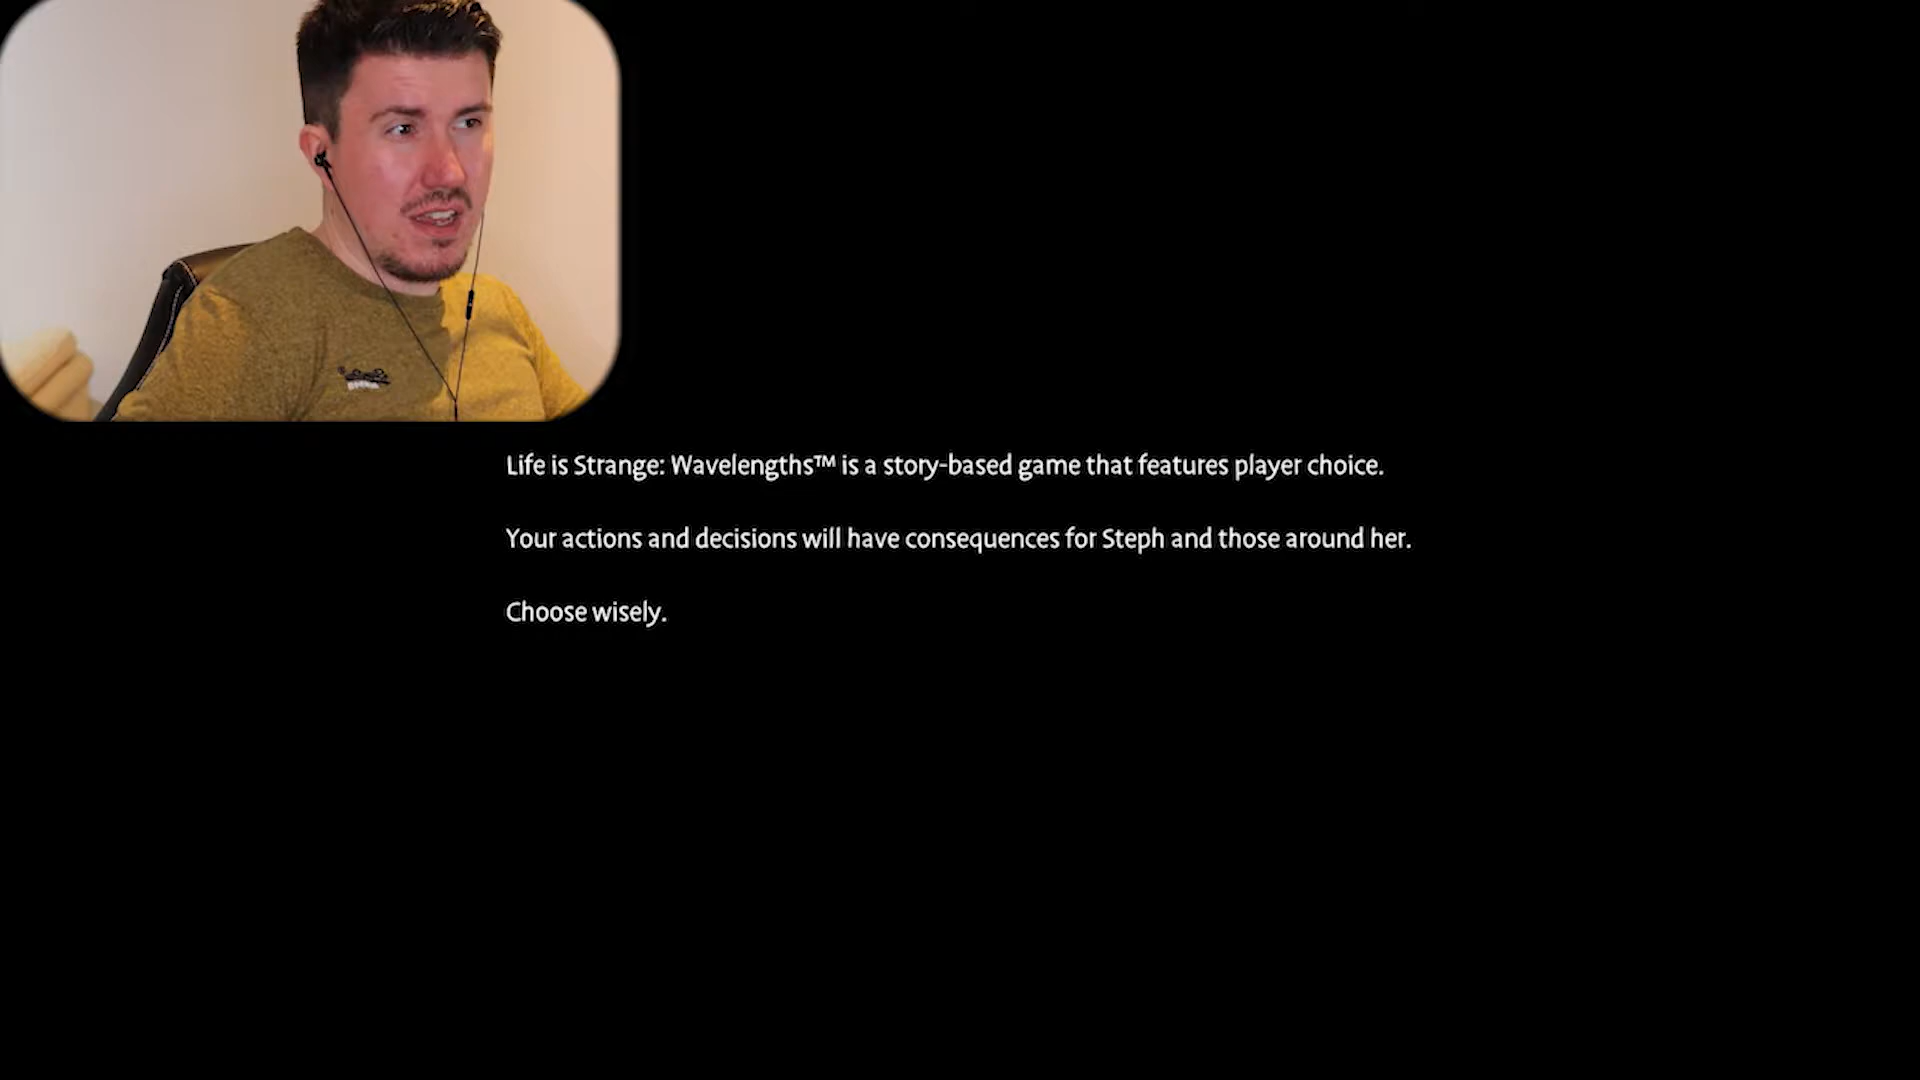 Life is Strange: Wavelengths™ is a story-based game that features player choice.
Your actions and decisions will have consequences for Steph and those around her.
Choose wisely.